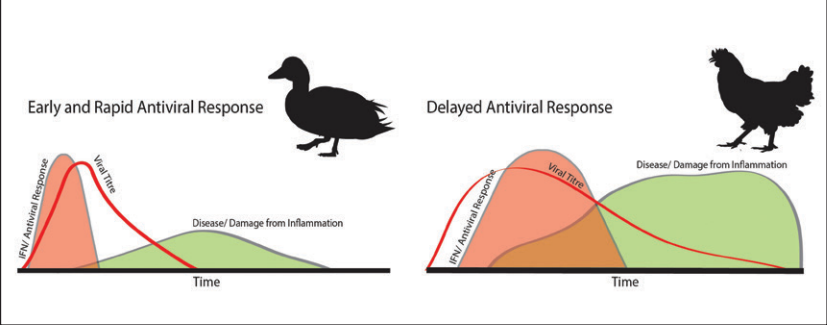 Early and Rapid Antiviral Response
IFN/ Antiviral Response
Viral Titre
Disease/ Damage from Inflammation
Time
Delayed Antiviral Response
IFN/ Antiviral Response
Viral Titre
Disease/ Damage from Inflammation
Time